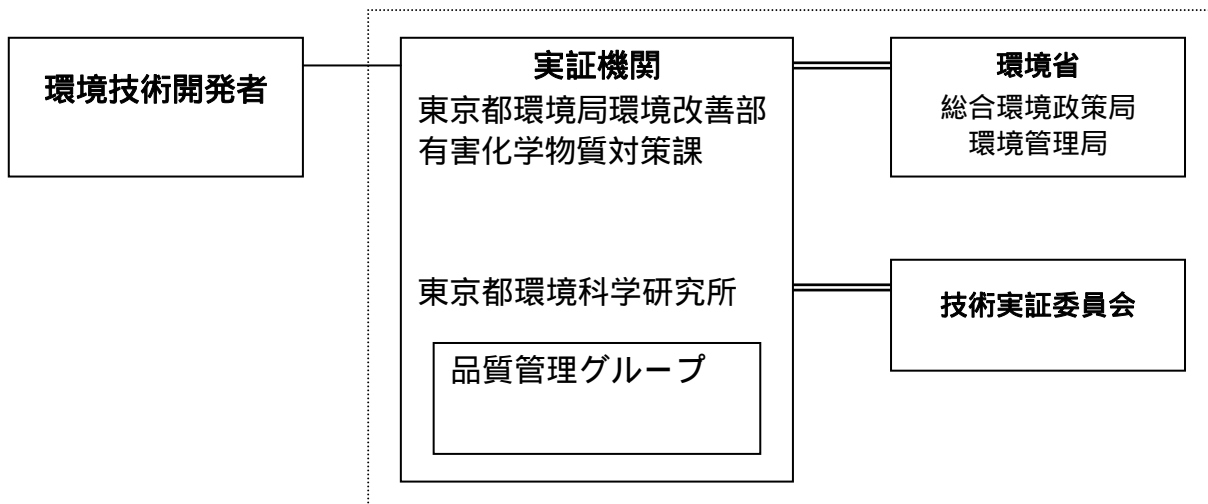 環境技術開発者
実証機関
東京都環境局環境改善部
有害化学物質対策課
東京都環境科学研究所
品質管理グループ
環境省
総合環境政策局
環境管理局
技術実証委員会